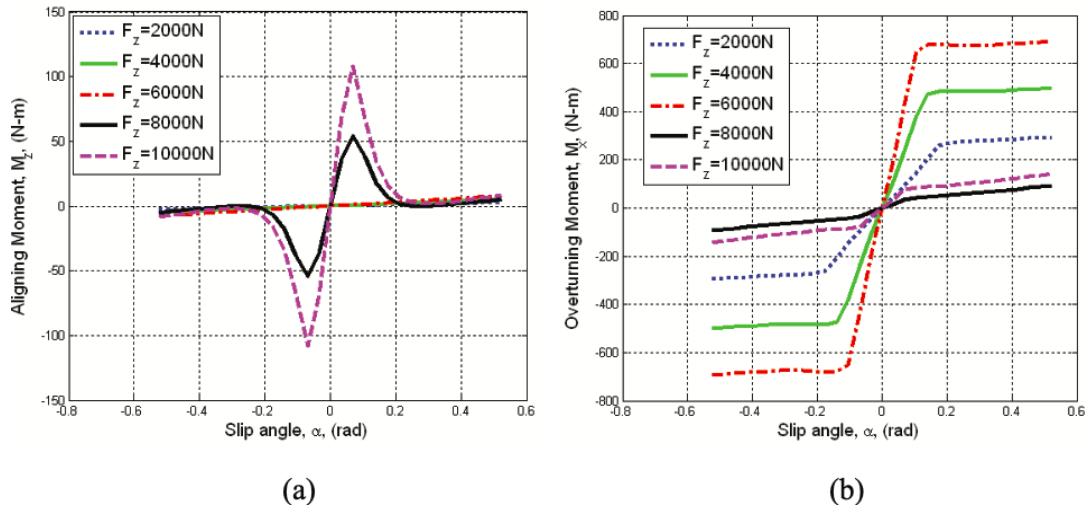 F_z=2000N
F_z=4000N
F_z=6000N
F_z=8000N
F_z=10000N
Aligning Moment, M_z, (N-m)
150
100
50
0
-50
-100
-150
-0.8 -0.6 -0.4 -0.2 0 0.2 0.4 0.6
Slip angle, α, (rad)
(a)
F_z=2000N
F_z=4000N
F_z=6000N
F_z=8000N
F_z=10000N
Overturning Moment, M_x, (N-m)
800
600
400
200
0
-200
-400
-600
-800
-0.8 -0.6 -0.4 -0.2 0 0.2 0.4 0.6
Slip angle, α, (rad)
(b)